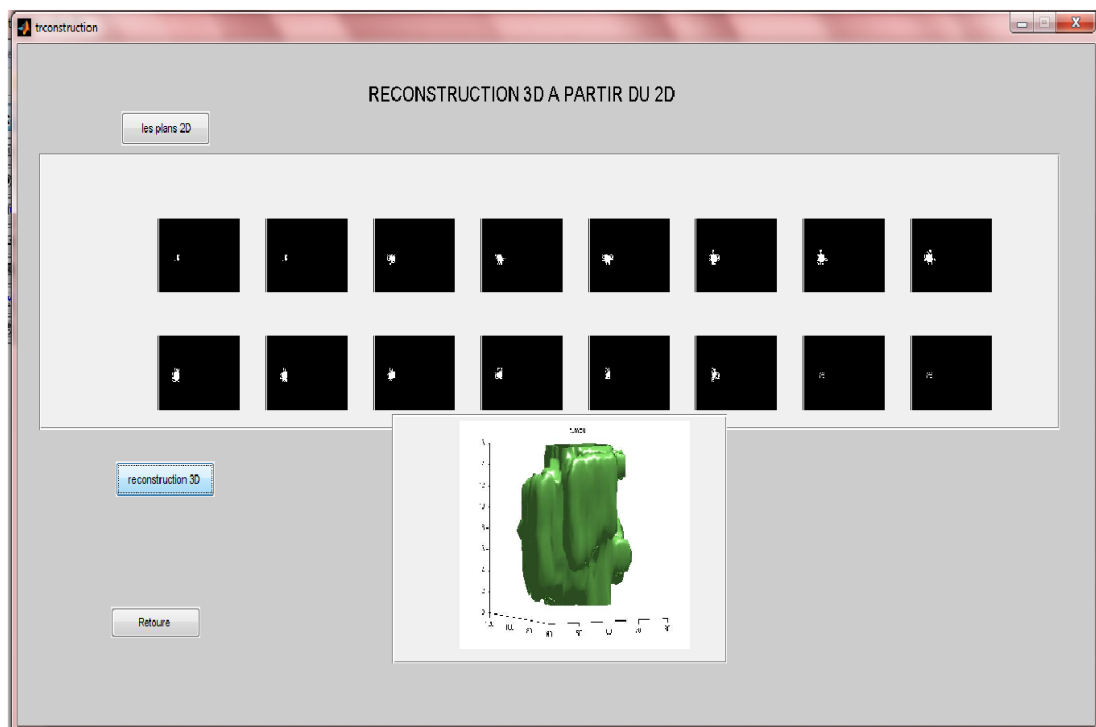 trconstruction
RECONSTRUCTION 3D A PARTIR DU 2D
les plans 2D
reconstruction 3D
Retoure